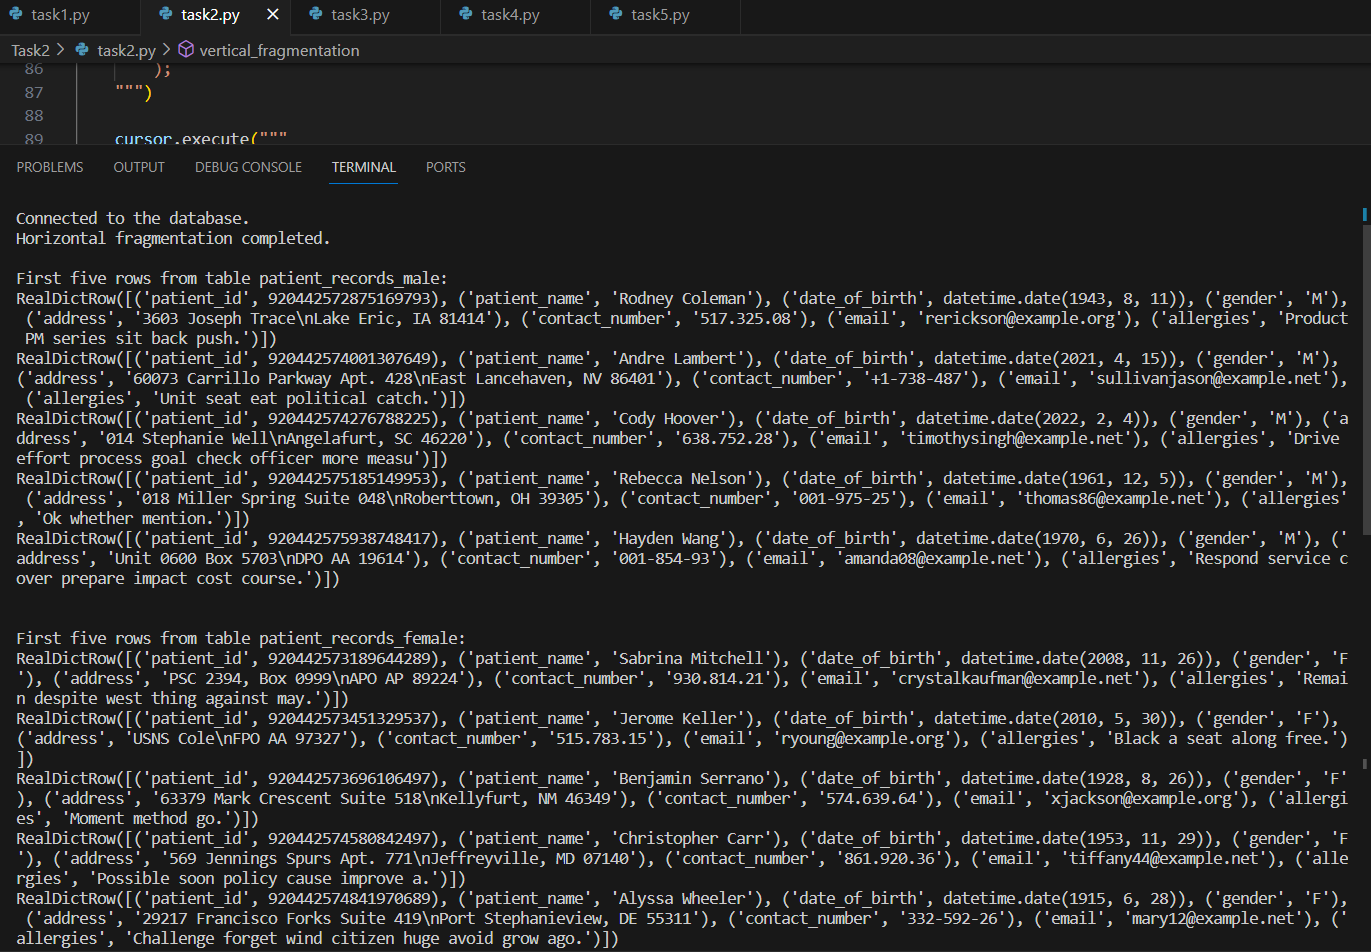 task1.py task2.py × task3.py task4.py task5.py
Task2 > task2.py > vertical_fragmentation
86 );
87 """)
88
89 cursor.execute("""
PROBLEMS OUTPUT DEBUG CONSOLE TERMINAL PORTS
Connected to the database.
Horizontal fragmentation completed.
First five rows from table patient_records_male:
RealDictRow([('patient_id', 920442572875169793), ('patient_name', 'Rodney Coleman'), ('date_of_birth', datetime.date(1943, 8, 11)), ('gender', 'M'),
('address', '3603 Joseph Trace\nLake Eric, IA 81414'), ('contact_number', '517.325.08'), ('email', 'rerickson@example.org'), ('allergies', 'Product
PM series sit back push.')])
RealDictRow([('patient_id', 920442574001307649), ('patient_name', 'Andre Lambert'), ('date_of_birth', datetime.date(2021, 4, 15)), ('gender', 'M'),
('address', '60073 Carrillo Parkway Apt. 428\nEast Lancehaven, NV 86401'), ('contact_number', '+1-738-487'), ('email', 'sullivanjason@example.net'),
('allergies', 'Unit seat eat political catch.')])
RealDictRow([('patient_id', 920442574276788225), ('patient_name', 'Cody Hoover'), ('date_of_birth', datetime.date(2022, 2, 4)), ('gender', 'M'), ('a
ddress', '014 Stephanie Well\nAngelafurt, SC 46220'), ('contact_number', '638.752.28'), ('email', 'timothysingh@example.net'), ('allergies', 'Drive
effort process goal check officer more measu')])
RealDictRow([('patient_id', 920442575185149953), ('patient_name', 'Rebecca Nelson'), ('date_of_birth', datetime.date(1961, 12, 5)), ('gender', 'M'),
('address', '018 Miller Spring Suite 048\nRoberttown, OH 39305'), ('contact_number', '001-975-25'), ('email', 'thomas86@example.net'), ('allergies'
, 'Ok whether mention.')])
RealDictRow([('patient_id', 920442575938748417), ('patient_name', 'Hayden Wang'), ('date_of_birth', datetime.date(1970, 6, 26)), ('gender', 'M'), ('
address', 'Unit 0600 Box 5703\nDPO AA 19614'), ('contact_number', '001-854-93'), ('email', 'amanda08@example.net'), ('allergies', 'Respond service c
over prepare impact cost course.')])
First five rows from table patient_records_female:
RealDictRow([('patient_id', 920442573189644289), ('patient_name', 'Sabrina Mitchell'), ('date_of_birth', datetime.date(2008, 11, 26)), ('gender', 'F
'), ('address', 'PSC 2394, Box 0999\nAPO AP 89224'), ('contact_number', '930.814.21'), ('email', 'crystalkaufman@example.net'), ('allergies', 'Remai
n despite west thing against may.')])
RealDictRow([('patient_id', 920442573451329537), ('patient_name', 'Jerome Keller'), ('date_of_birth', datetime.date(2010, 5, 30)), ('gender', 'F'),
('address', 'USNS Cole\nFPO AA 97327'), ('contact_number', '515.783.15'), ('email', 'ryoung@example.org'), ('allergies', 'Black a seat along free.')
])
RealDictRow([('patient_id', 920442573696106497), ('patient_name', 'Benjamin Serrano'), ('date_of_birth', datetime.date(1928, 8, 26)), ('gender', 'F'
), ('address', '63379 Mark Crescent Suite 518\nKellyfurt, NM 46349'), ('contact_number', '574.639.64'), ('email', 'xjackson@example.org'), ('allergi
es', 'Moment method go.')])
RealDictRow([('patient_id', 920442574580842497), ('patient_name', 'Christopher Carr'), ('date_of_birth', datetime.date(1953, 11, 29)), ('gender', 'F
'), ('address', '569 Jennings Spurs Apt. 771\nJeffreyville, MD 07140'), ('contact_number', '861.920.36'), ('email', 'tiffany44@example.net'), ('alle
rgies', 'Possible soon policy cause improve a.')])
RealDictRow([('patient_id', 920442574841970689), ('patient_name', 'Alyssa Wheeler'), ('date_of_birth', datetime.date(1915, 6, 28)), ('gender', 'F'),
('address', '29217 Francisco Forks Suite 419\nPort Stephanieview, DE 55311'), ('contact_number', '332-592-26'), ('email', 'mary12@example.net'), ('
allergies', 'Challenge forget wind citizen huge avoid grow ago.')])